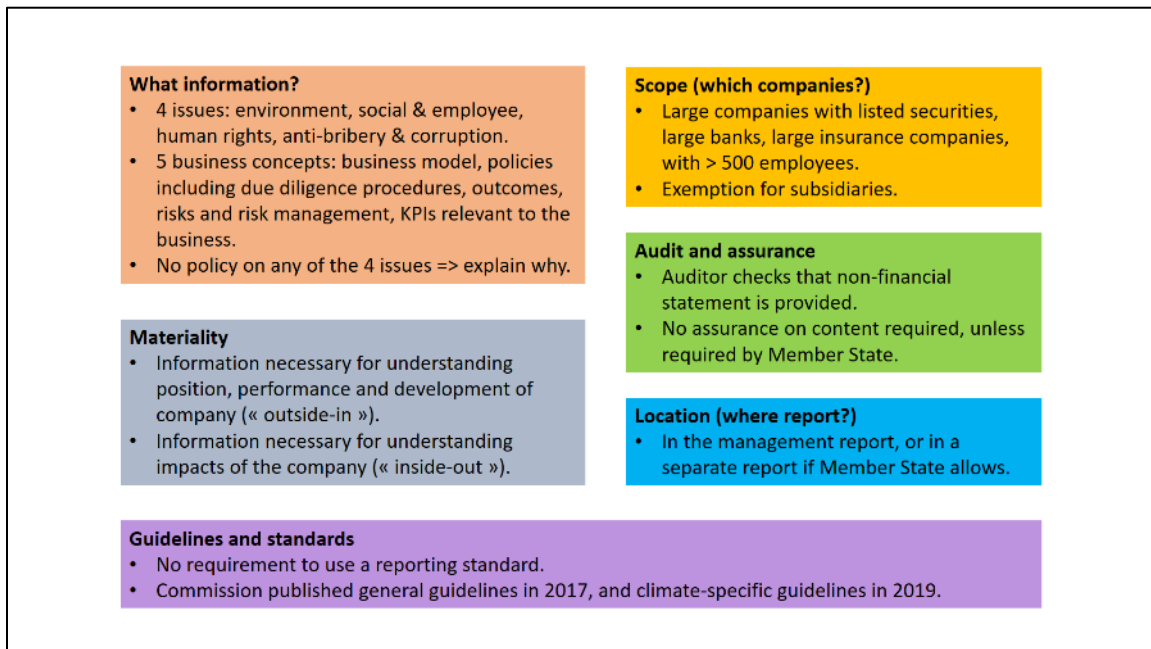 What information?
• 4 issues: environment, social & employee,
human rights, anti-bribery & corruption.
• 5 business concepts: business model, policies
including due diligence procedures, outcomes,
risks and risk management, KPIs relevant to the
business.
• No policy on any of the 4 issues => explain why.
Materiality
• Information necessary for understanding
position, performance and development of
company (« outside-in »).
• Information necessary for understanding
impacts of the company (« inside-out »).
Scope (which companies?)
• Large companies with listed securities,
large banks, large insurance companies,
with > 500 employees.
• Exemption for subsidiaries.
Audit and assurance
• Auditor checks that non-financial
statement is provided.
• No assurance on content required, unless
required by Member State.
Location (where report?)
• In the management report, or in a
separate report if Member State allows.
Guidelines and standards
• No requirement to use a reporting standard.
• Commission published general guidelines in 2017, and climate-specific guidelines in 2019.